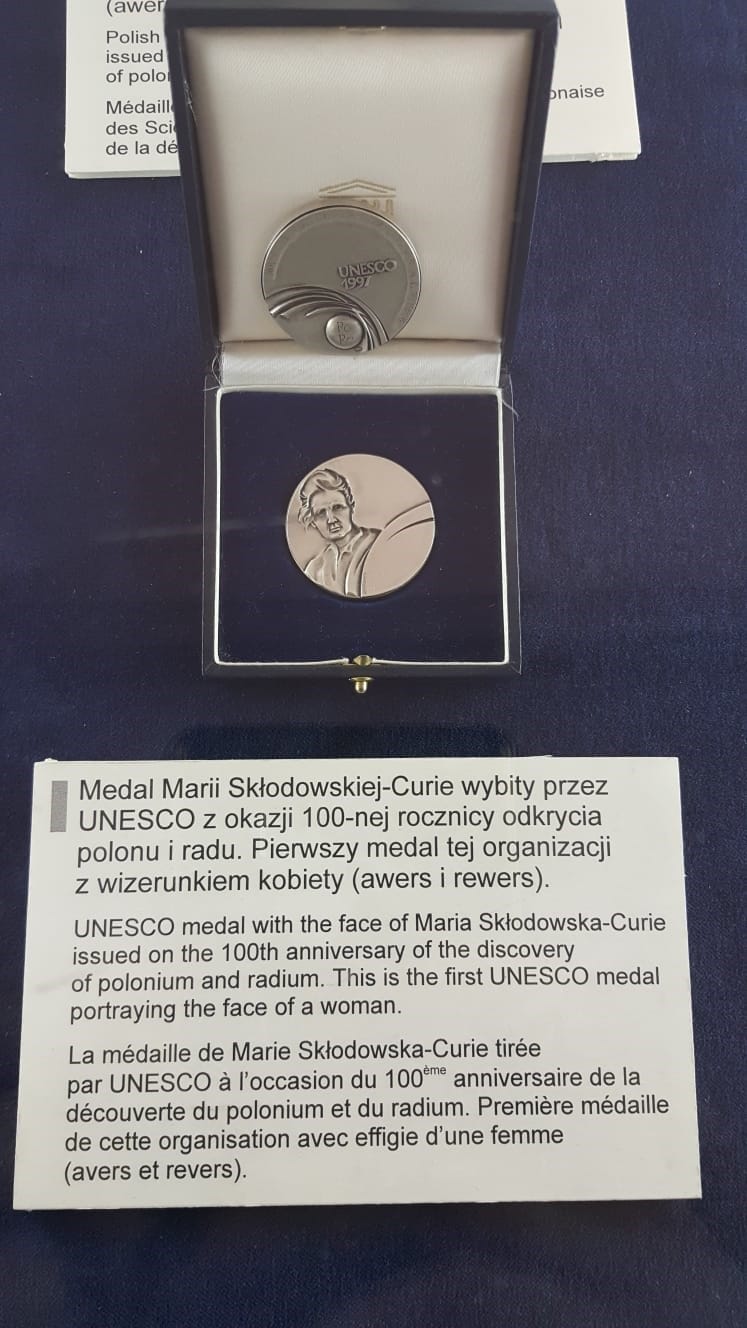 (awer
Polish
issued
of polo
Médaill
des Sci
de la dé
onaise
UNESCO
1997
Po
Medal Marii Skłodowskiej-Curie wybity przez
UNESCO z okazji 100-nej rocznicy odkrycia
polonu i radu. Pierwszy medal tej organizacji
z wizerunkiem kobiety (awers i rewers).
UNESCO medal with the face of Maria Skłodowska-Curie
issued on the 100th anniversary of the discovery
of polonium and radium. This is the first UNESCO medal
portraying the face of a woman.
La médaille de Marie Skłodowska-Curie tirée
par UNESCO à l'occasion du 100ème anniversaire de la
découverte du polonium et du radium. Première médaille
de cette organisation avec effigie d'une femme
(avers et revers).